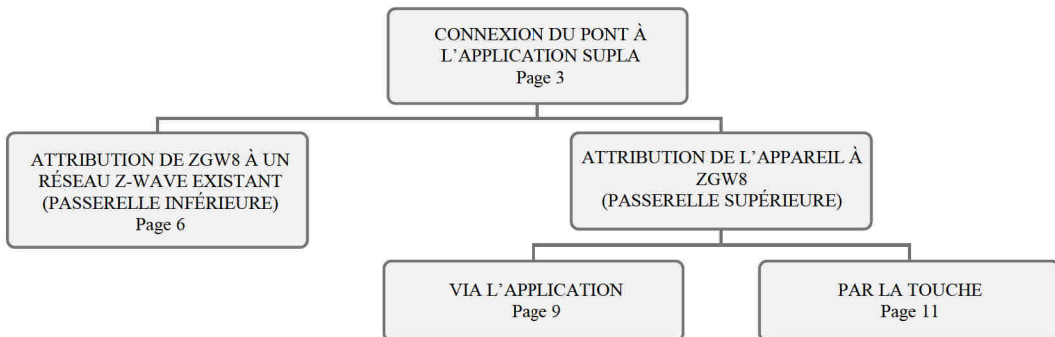 CONNEXION DU PONT À
L’APPLICATION SUPLA
Page 3
ATTRIBUTION DE ZGW8 À UN
RÉSEAU Z-WAVE EXISTANT
(PASSERELLE INFÉRIEURE)
Page 6
ATTRIBUTION DE L’APPAREIL À
ZGW8
(PASSERELLE SUPÉRIEURE)
VIA L’APPLICATION
Page 9
PAR LA TOUCHE
Page 11